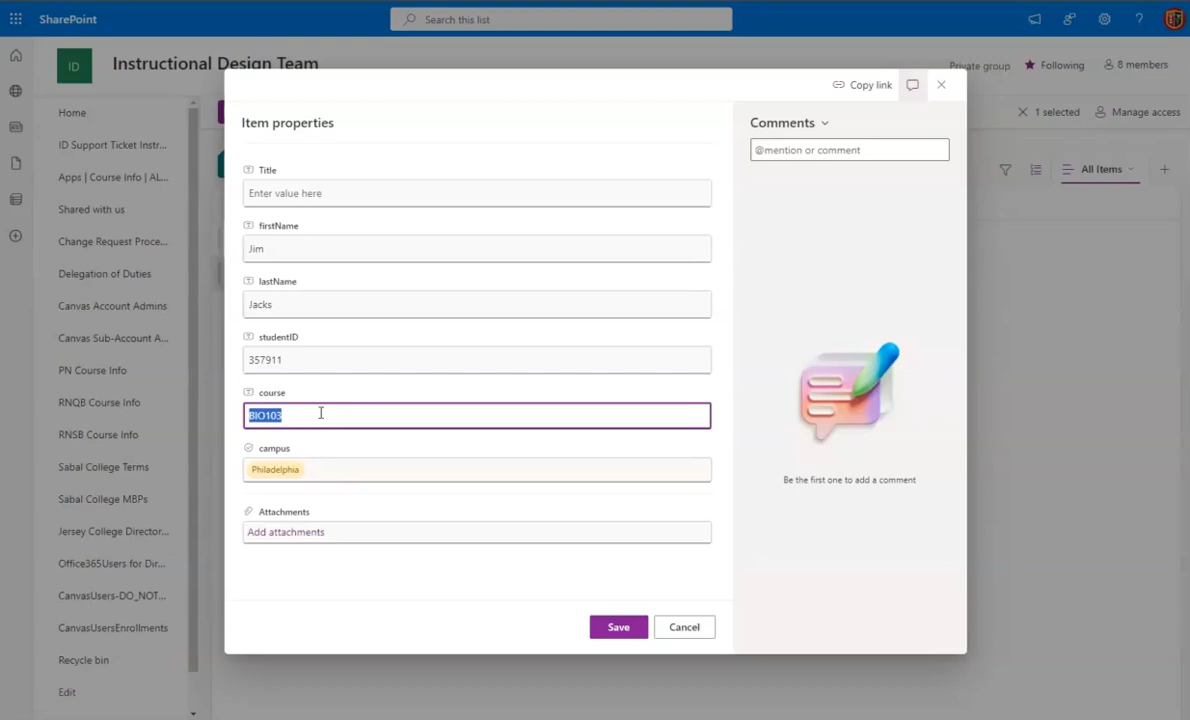 SharePoint
Search this list
?
ID
Instructional Design Team
Private group
Following
8 members
Copy link
1 selected
Manage access
Home
ID Support Ticket Instr...
Apps | Course Info | AL...
Shared with us
Change Request Proce...
Delegation of Duties
Canvas Account Admins
Canvas Sub-Account A...
PN Course Info
RNQB Course Info
RNSB Course Info
Sabal College Terms
Sabal College MBPs
Jersey College Director...
Office365Users for Dir...
CanvasUsers-DO_NOT...
CanvasUsersEnrollments
Recycle bin
Edit
All Items
Item properties
Title
Enter value here
firstName
Jim
lastName
Jacks
studentID
357911
course
BIO103
campus
Philadelphia
Attachments
Add attachments
Save
Cancel
Comments
@mention or comment
Be the first one to add a comment